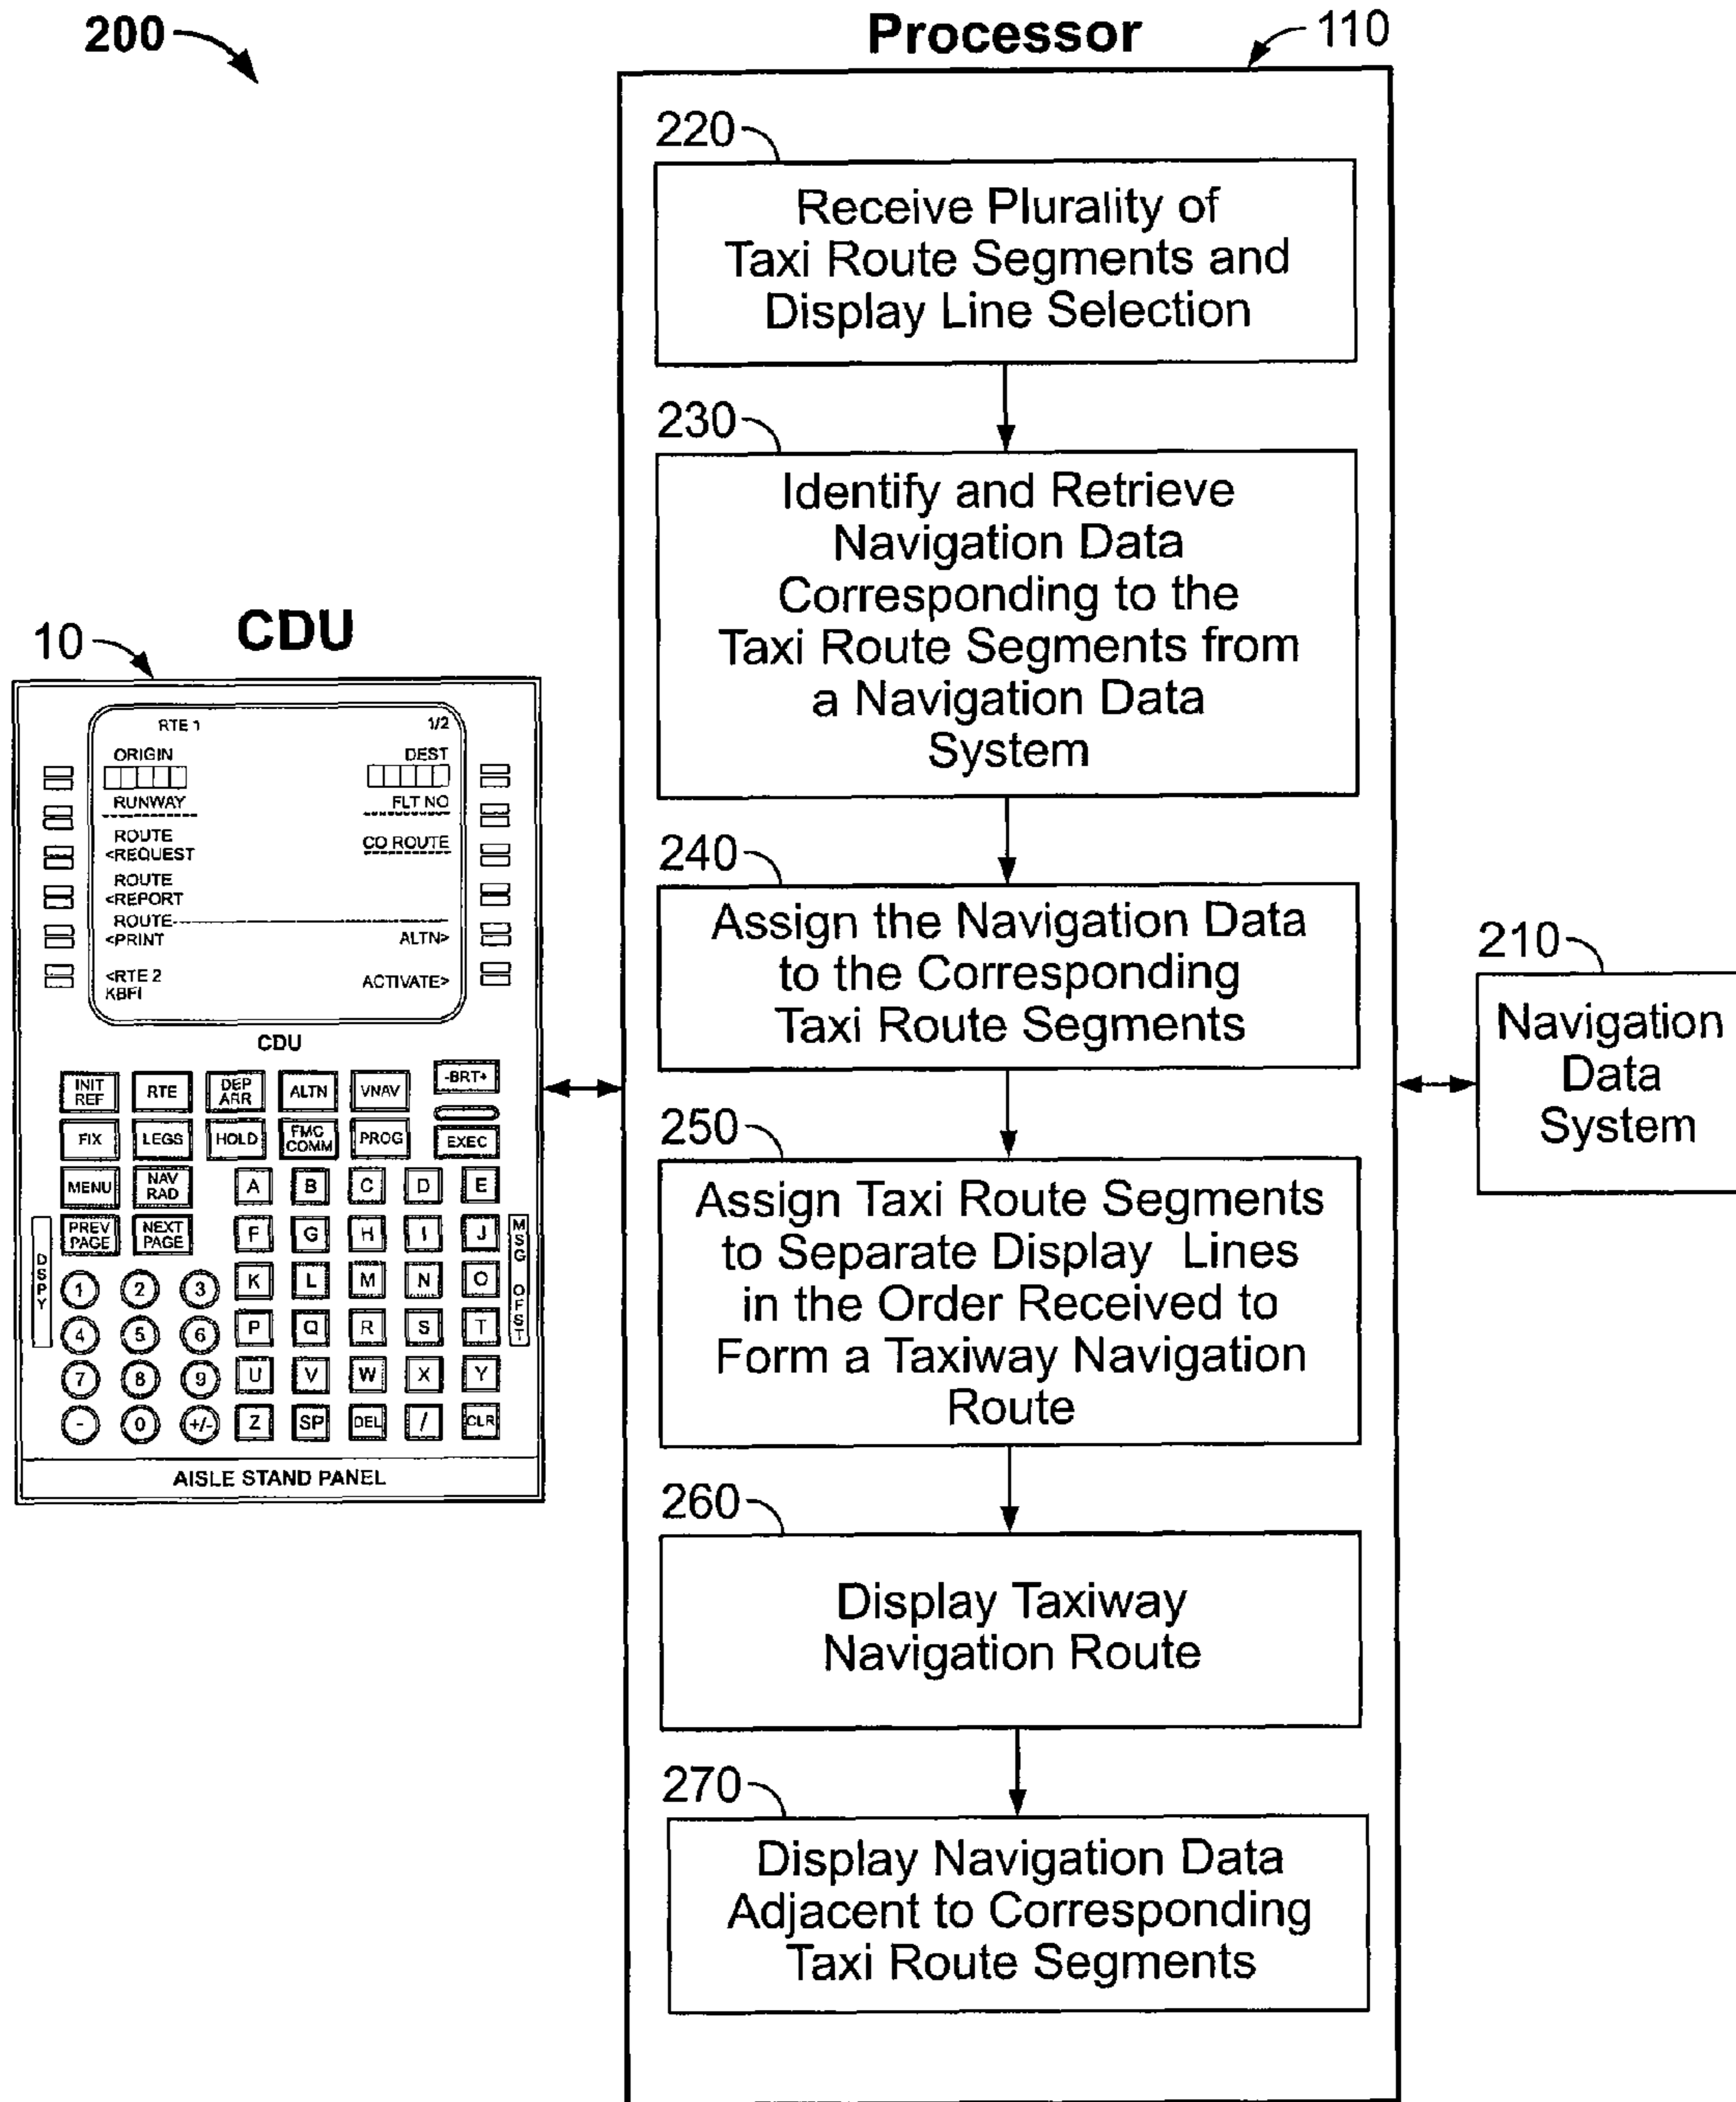 200
Processor
110
220
Receive Plurality of
Taxi Route Segments and
Display Line Selection
230
Identify and Retrieve
Navigation Data
Corresponding to the
Taxi Route Segments from
a Navigation Data
System
240
Assign the Navigation Data
to the Corresponding
Taxi Route Segments
250
Assign Taxi Route Segments
to Separate Display Lines
in the Order Received to
Form a Taxiway Navigation
Route
260
Display Taxiway
Navigation Route
270
Display Navigation Data
Adjacent to Corresponding
Taxi Route Segments
210
Navigation
Data
System
10
CDU
RTE 1 1/2
ORIGIN DEST
RUNWAY FLT NO
ROUTE
<REQUEST CO ROUTE
ROUTE
<REPORT
ROUTE
<PRINT ALTN>
<RTE 2 ACTIVATE>
KBFI
CDU
INIT
REF
RTE
DEP
ARR
ALTN
VNAV
-BRT+
FIX
LEGS
HOLD
FMC
COMM
PROG
EXEC
MENU
NAV
RAD
A B C D E
PREV
PAGE
NEXT
PAGE
F G H I J
DSPY
MSG OFST
1 2 3 K L M N O
4 5 6 P Q R S T
7 8 9 U V W X Y
- 0 +/- Z SP DEL / CLR
AISLE STAND PANEL